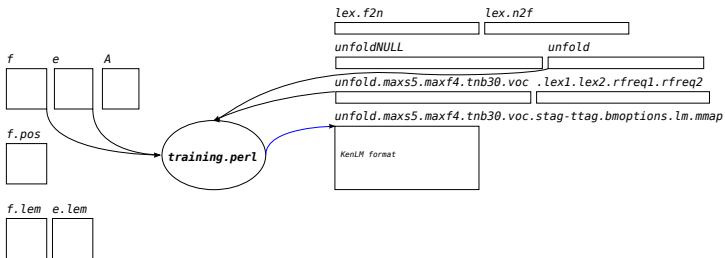 lex.f2n lex.n2f
unfoldNULL unfold
f e A
unfold.maxs5.maxf4.tnb30.voc .lex1.lex2.rfreq1.rfreq2
unfold.maxs5.maxf4.tnb30.voc.stag-ttag.bmoptions.lm.mmap
f.pos
training.perl
KenLM format
f.lem e.lem